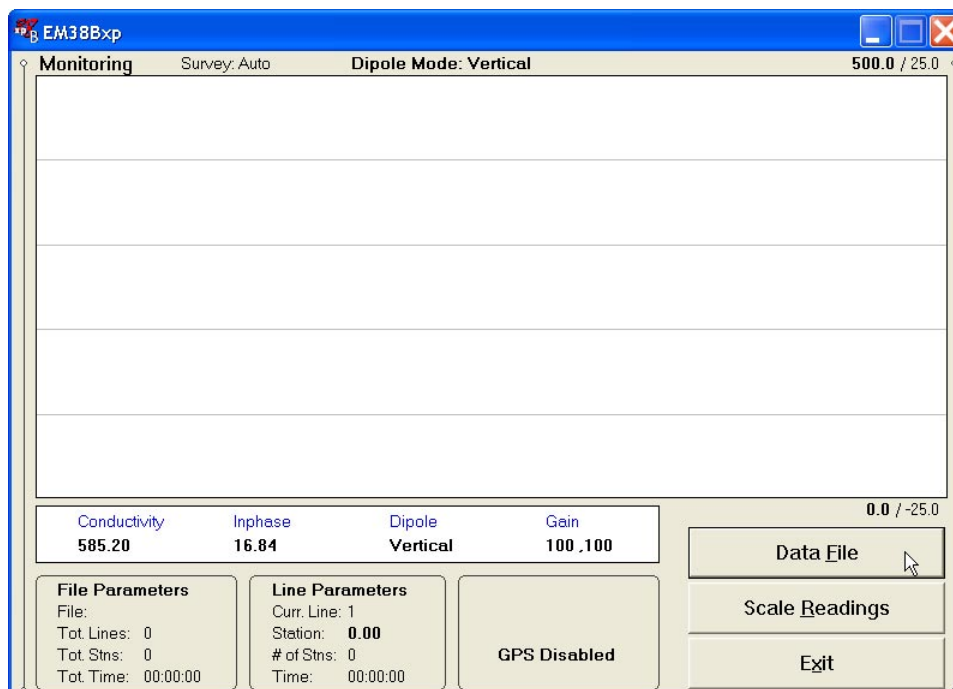 EM38Bxp
Monitoring Survey: Auto Dipole Mode: Vertical 500.0 / 25.0
0.0 / -25.0
Conductivity Inphase Dipole Gain
585.20 16.84 Vertical 100 ,100
File Parameters
File:
Tot. Lines: 0
Tot. Stns: 0
Tot. Time: 00:00:00
Line Parameters
Curr. Line: 1
Station: 0.00
# of Stns: 0
Time: 00:00:00
GPS Disabled
Data File
Scale Readings
Exit